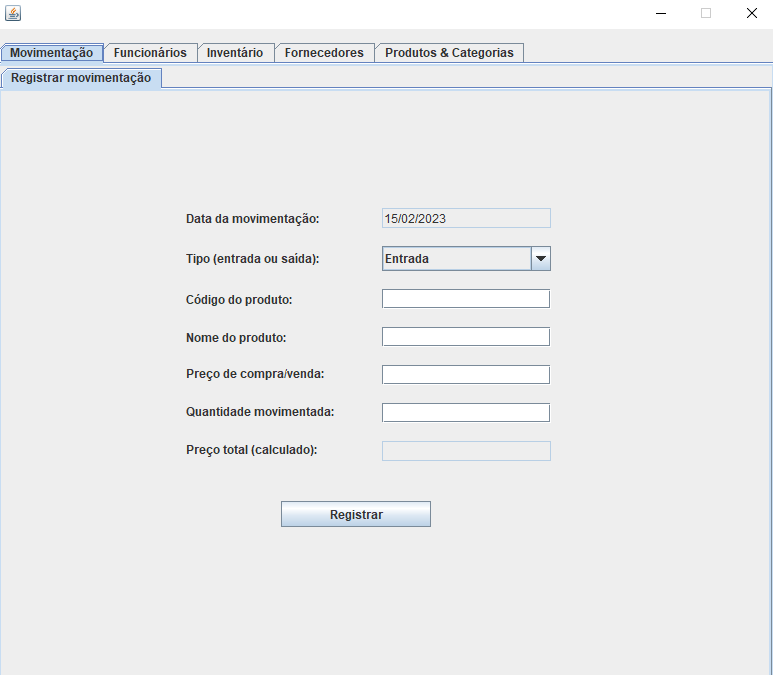 Movimentação Funcionários Inventário Fornecedores Produtos & Categorias
Registrar movimentação
Data da movimentação: 15/02/2023
Tipo (entrada ou saída): Entrada
Código do produto:
Nome do produto:
Preço de compra/venda:
Quantidade movimentada:
Preço total (calculado):
Registrar